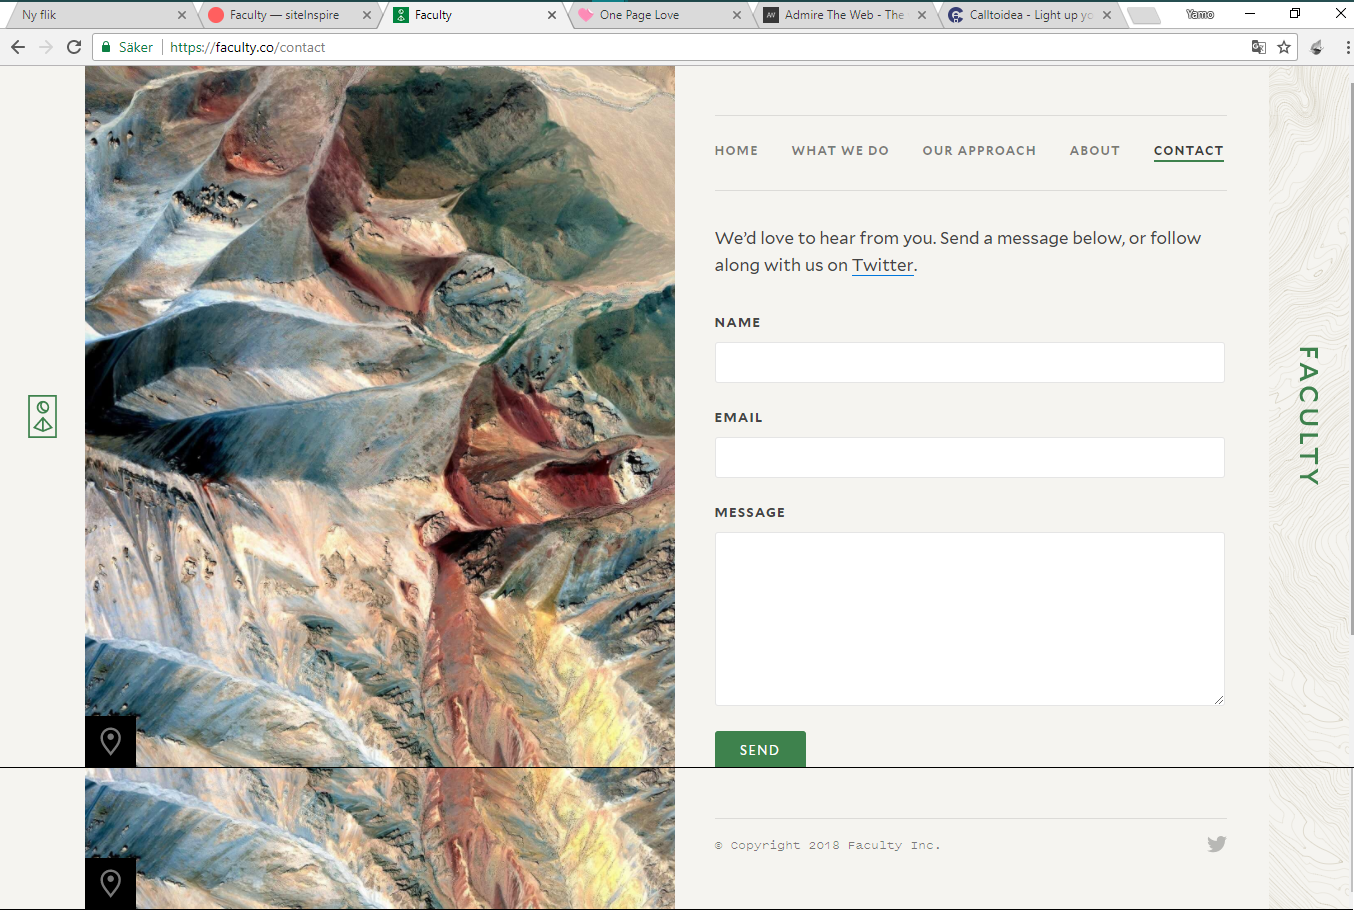 Ny flik
Faculty — siteInspire
Faculty
One Page Love
Admire The Web - The
Calltoidea - Light up yo
Yamo
Säker
https://faculty.co/contact
HOME
WHAT WE DO
OUR APPROACH
ABOUT
CONTACT
We’d love to hear from you. Send a message below, or follow
along with us on Twitter.
NAME
EMAIL
MESSAGE
SEND
FACULTY
© Copyright 2018 Faculty Inc.